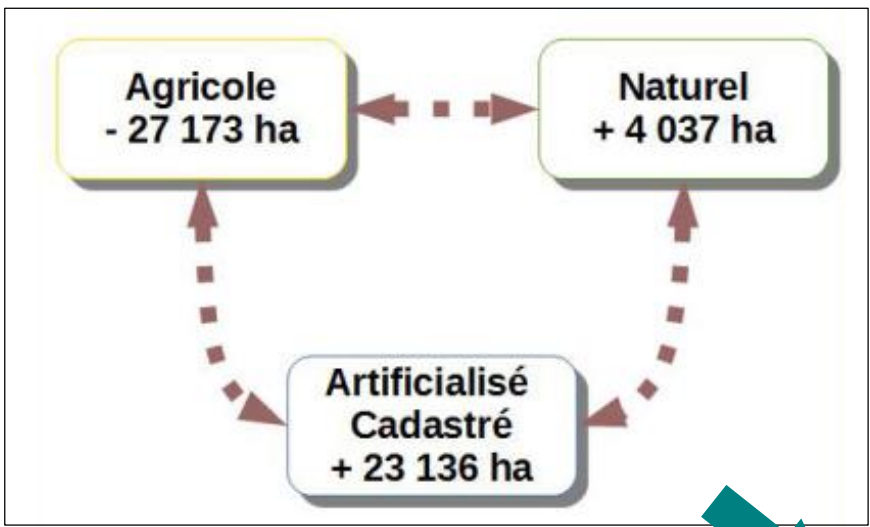 Agricole
- 27 173 ha
Naturel
+ 4 037 ha
Artificialisé
Cadastré
+ 23 136 ha